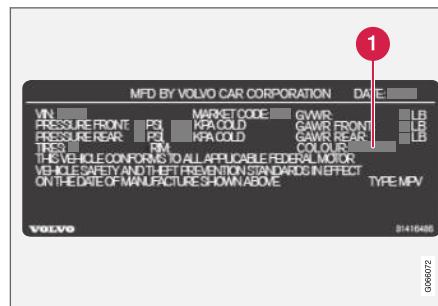 1
MFD BY VOLVO CAR CORPORATION DATE:
VIN: MARKET CODE: GVWR: LB
PRESSURE FRONT: PSI, KPA COLD GAWR FRONT: LB
PRESSURE REAR: PSI, KPA COLD GAWR REAR: LB
TIRES: RIM: COLOUR:
THIS VEHICLE CONFORMS TO ALL APPLICABLE FEDERAL MOTOR
VEHICLE SAFETY AND THEFT PREVENTION STANDARDS IN EFFECT
ON THE DATE OF MANUFACTURE SHOWN ABOVE. TYPE: MPV
VOLVO 31416486
G066072